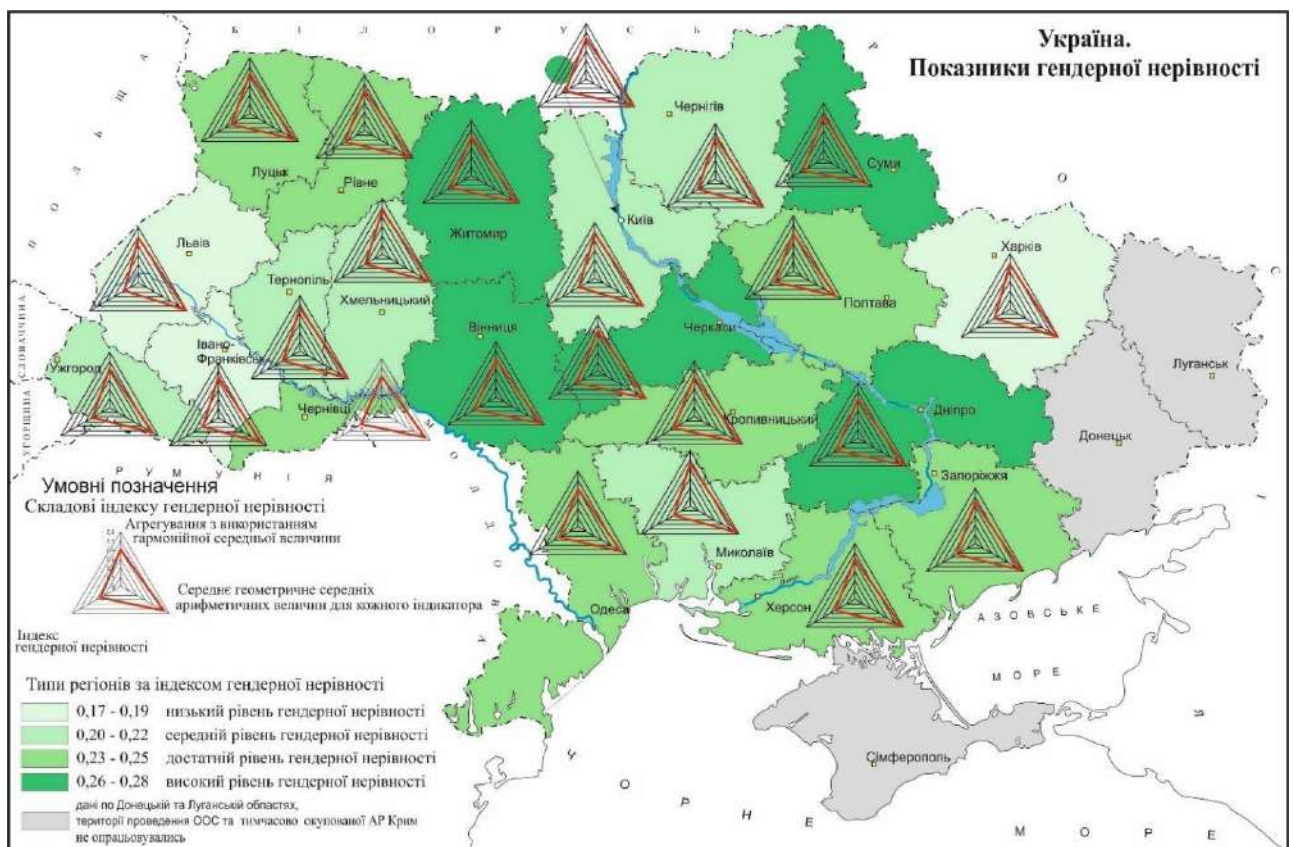 Україна.
Показники гендерної нерівності
Б І Л О Р У С Ь
П О Л Ь Щ А
СЛОВАЧЧИНА
УГОРЩИНА
Р У М У Н І Я
М О Л Д О В А
Р О С І Я
Луцьк
Рівне
Житомир
Чернігів
Суми
Київ
Львів
Тернопіль
Хмельницький
Івано
Франківськ
Ужгород
Чернівці
Вінниця
Черкаси
Полтава
Харків
Луганськ
Донецьк
Дніпро
Кропивницький
Запоріжжя
Миколаїв
Херсон
Одеса
Сімферополь
А З О В С Ь К Е
М О Р Е
Ч О Р Н Е М О Р Е
Умовні позначення
Складові індексу гендерної нерівності
Агрегування з використанням
гармонійної середньої величини
Середнє геометричне середніх
арифметичних величин для кожного індикатора
Індекс
гендерної нерівності
Типи регіонів за індексом гендерної нерівності
0,17 - 0,19 низький рівень гендерної нерівності
0,20 - 0,22 середній рівень гендерної нерівності
0,23 - 0,25 достатній рівень гендерної нерівності
0,26 - 0,28 високий рівень гендерної нерівності
дані по Донецькій та Луганській областях,
території проведення ООС та тимчасово окупованої АР Крим
не опрацьовувались